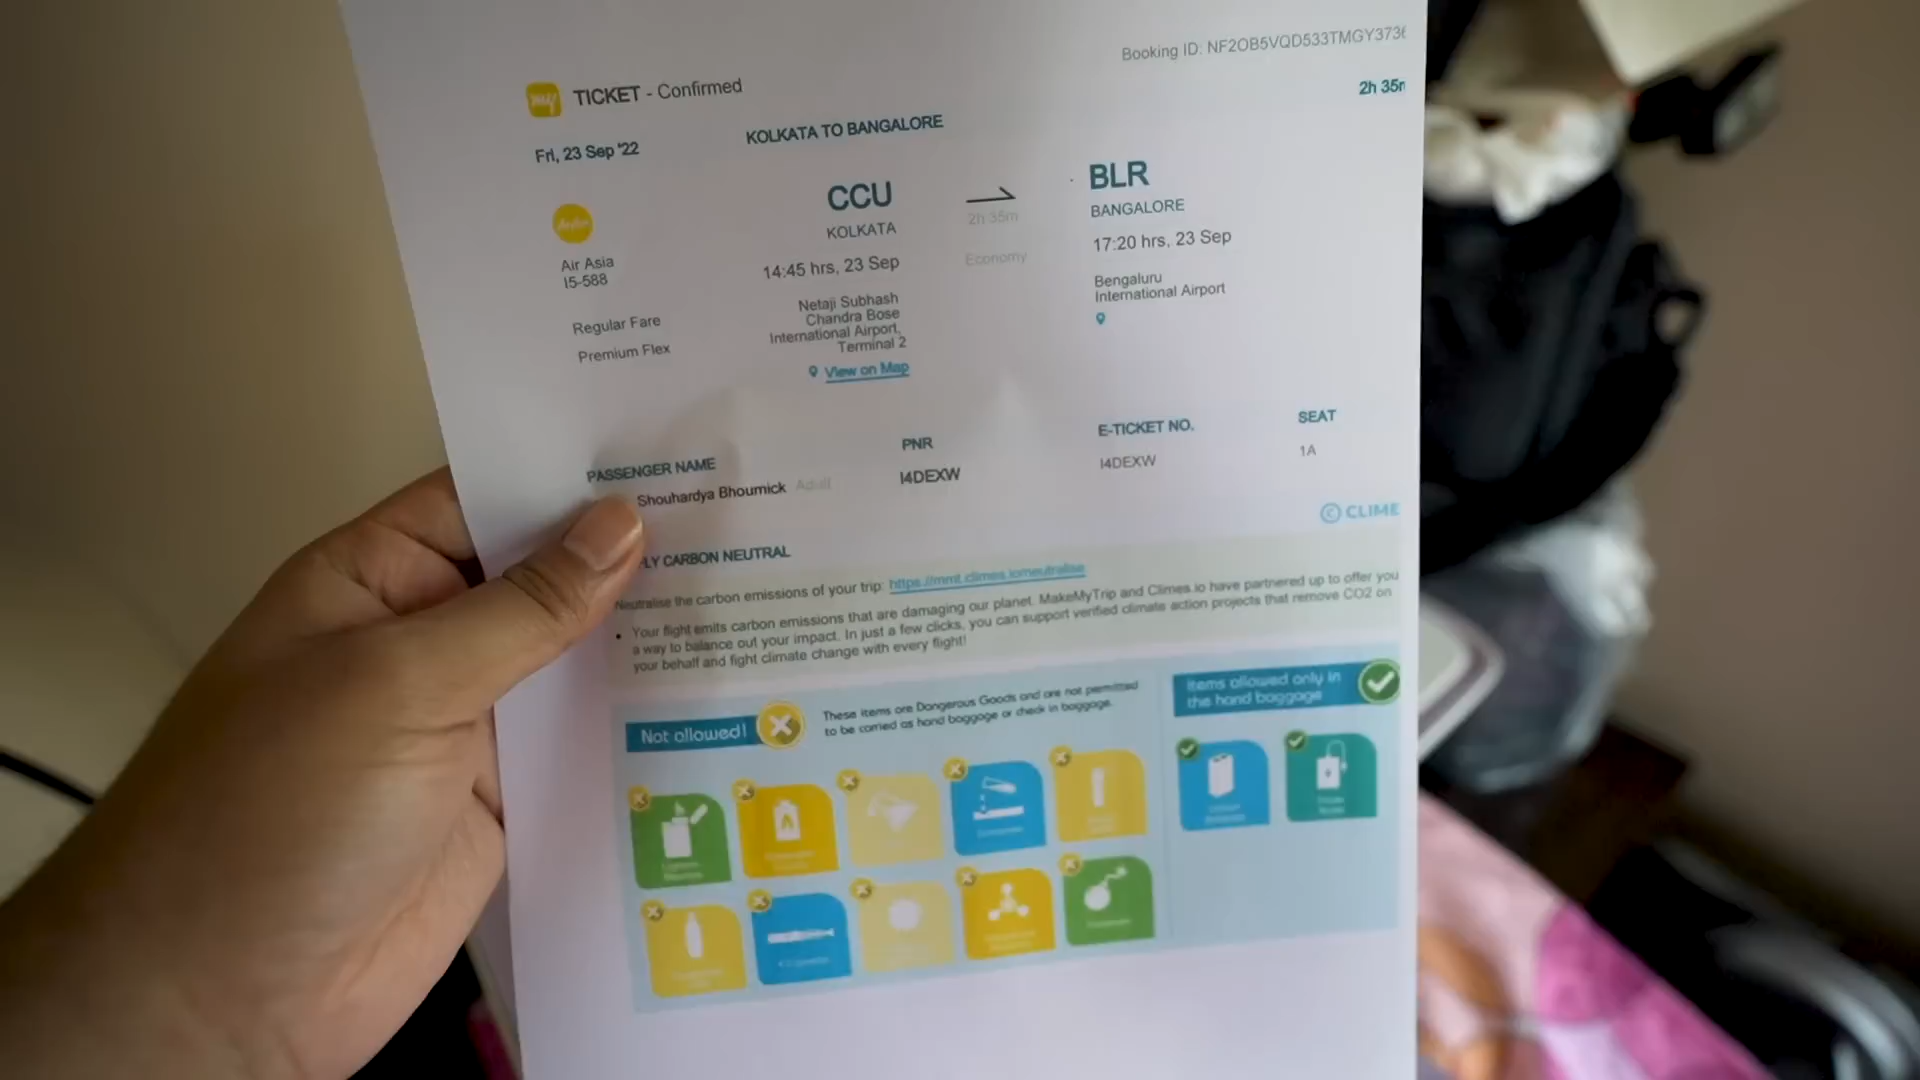 Booking ID: NF2OB5VQD533TMGY3736
my TICKET - Confirmed
2h 35m
Fri, 23 Sep '22
KOLKATA TO BANGALORE
CCU
BLR
KOLKATA
2h 35m
BANGALORE
Air Asia
I5-588
14:45 hrs, 23 Sep
Economy
17:20 hrs, 23 Sep
Regular Fare
Premium Flex
Netaji Subhash
Chandra Bose
International Airport,
Terminal 2
View on Map
Bengaluru
International Airport
PASSENGER NAME
PNR
E-TICKET NO.
SEAT
Shouhardya Bhoumick Adult
I4DEXW
I4DEXW
1A
CLIME
LY CARBON NEUTRAL
Neutralise the carbon emissions of your trip: https://mmt.climes.io/neutralise
• Your flight emits carbon emissions that are damaging our planet. MakeMyTrip and Climes.io have partnered up to offer you
a way to balance out your impact. In just a few clicks, you can support verified climate action projects that remove CO2 on
your behalf and fight climate change with every flight!
Not allowed!
These items are Dangerous Goods and are not permitted
to be carried as hand baggage or check in baggage.
Items allowed only in
the hand baggage